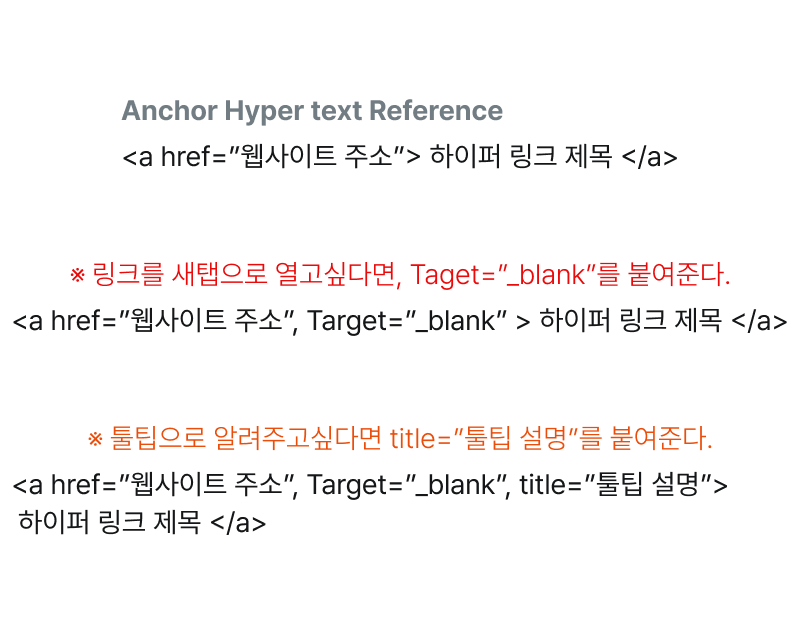 Anchor Hyper text Reference
<a href=”웹사이트 주소”> 하이퍼 링크 제목 </a>
※ 링크를 새탭으로 열고싶다면, Taget=”_blank”를 붙여준다.
<a href=”웹사이트 주소”, Target=”_blank” > 하이퍼 링크 제목 </a>
※ 툴팁으로 알려주고싶다면 title=”툴팁 설명”를 붙여준다.
<a href=”웹사이트 주소”, Target=”_blank”, title=”툴팁 설명”>
하이퍼 링크 제목 </a>